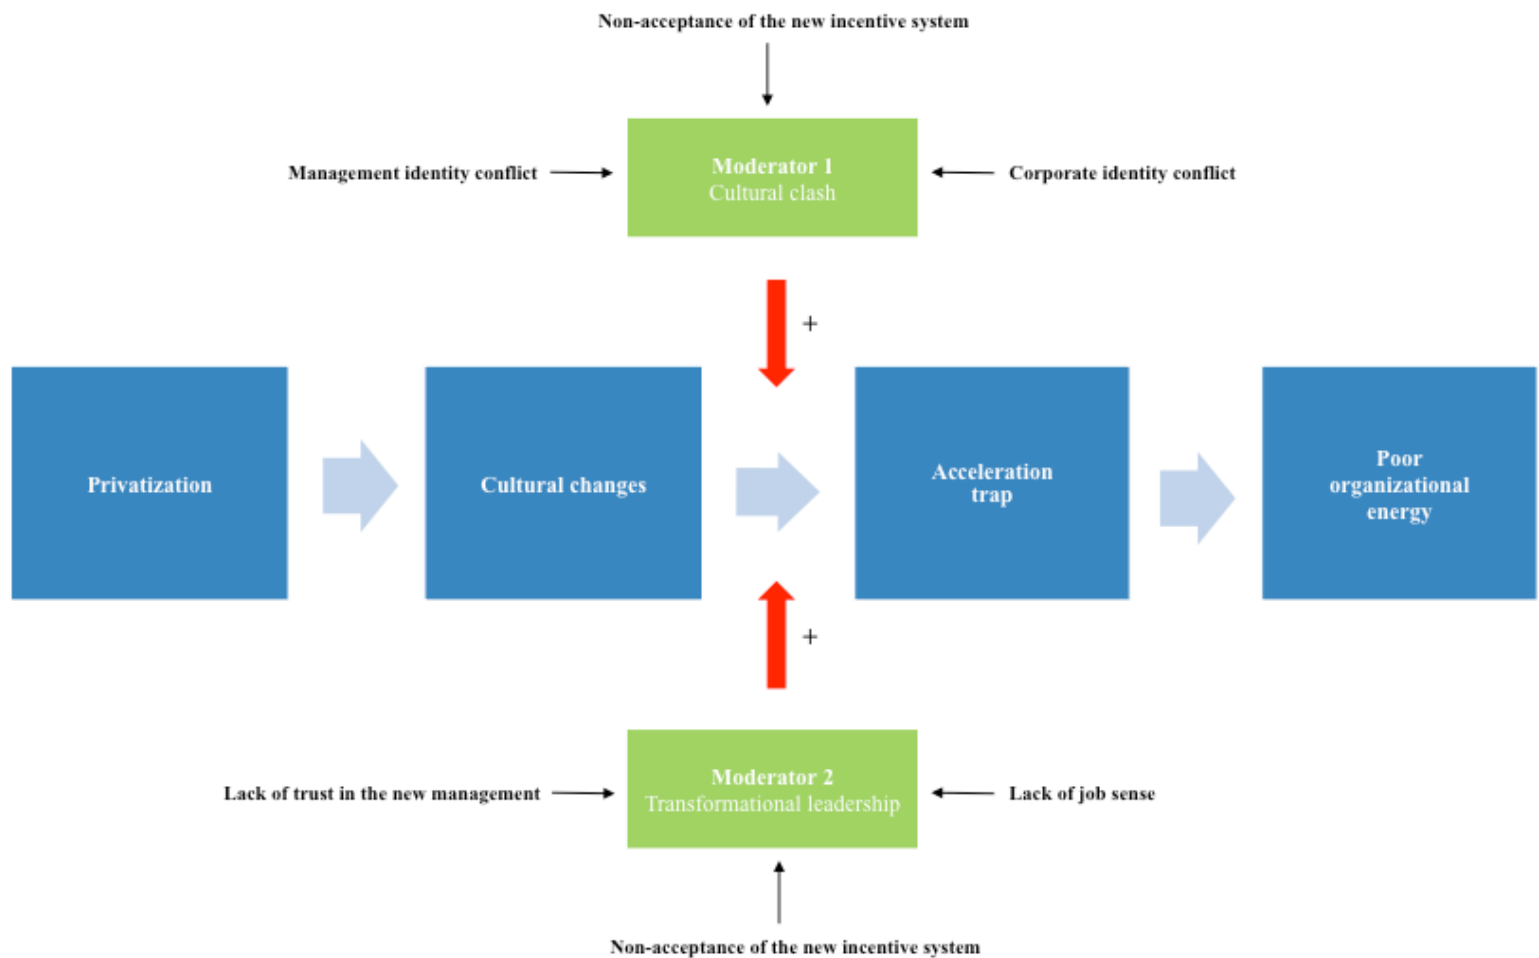 Non-acceptance of the new incentive system
Management identity conflict
Moderator 1
Cultural clash
Corporate identity conflict
+
Privatization
Cultural changes
Acceleration
trap
Poor
organizational
energy
+
Lack of trust in the new management
Moderator 2
Transformational leadership
Lack of job sense
Non-acceptance of the new incentive system